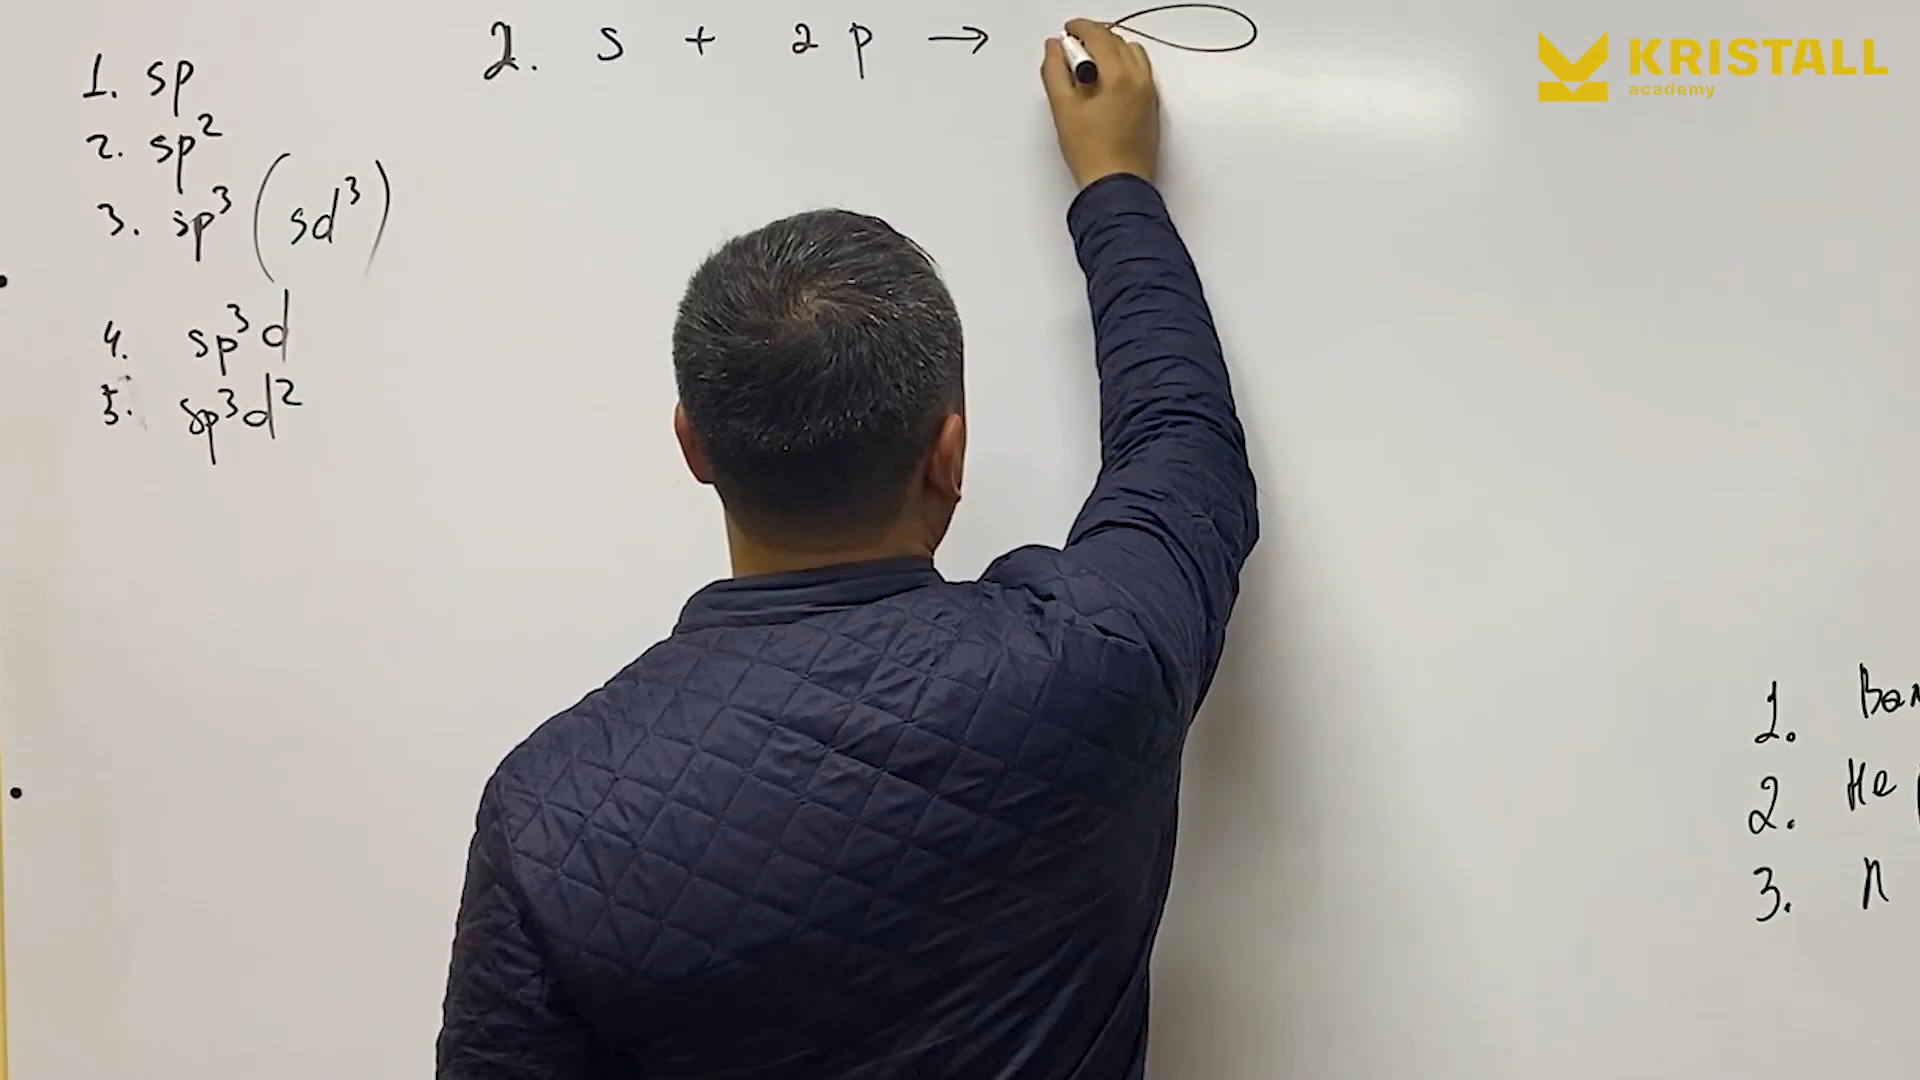 1. sp
2. sp²
3. sp³ (sd³)
4. sp³d
5. sp³d²
2. s + 2p →
KRISTALL
academy
1.
2. Не
3. п